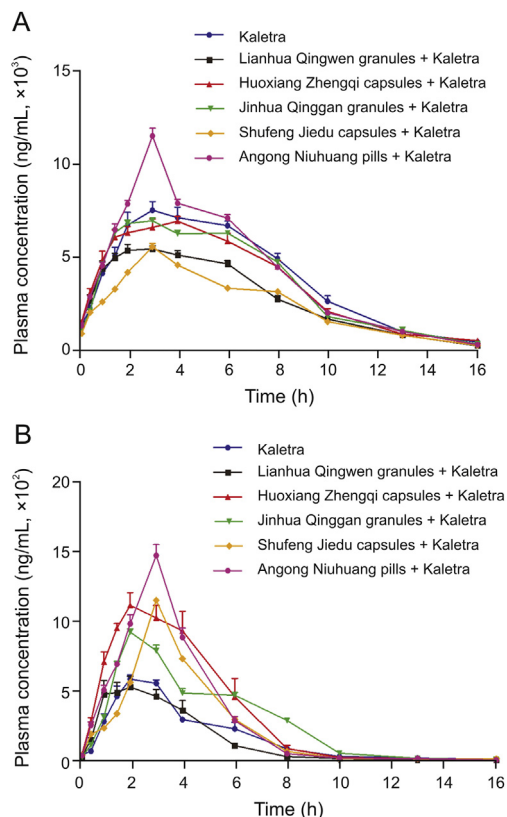 A
Kaletra
Lianhua Qingwen granules + Kaletra
Huoxiang Zhengqi capsules + Kaletra
Jinhua Qinggan granules + Kaletra
Shufeng Jiedu capsules + Kaletra
Angong Niuhuang pills + Kaletra
Plasma concentration (ng/mL, ×10³)
15
10
5
0
0 2 4 6 8 10 12 14 16
Time (h)
B
Kaletra
Lianhua Qingwen granules + Kaletra
Huoxiang Zhengqi capsules + Kaletra
Jinhua Qinggan granules + Kaletra
Shufeng Jiedu capsules + Kaletra
Angong Niuhuang pills + Kaletra
Plasma concentration (ng/mL, ×10²)
20
15
10
5
0
0 2 4 6 8 10 12 14 16
Time (h)